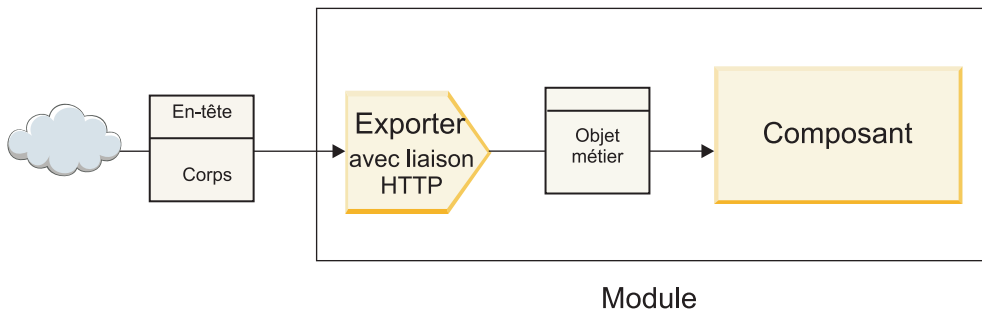 En-tête
Corps
Exporter
avec liaison
HTTP
Objet
métier
Composant
Module